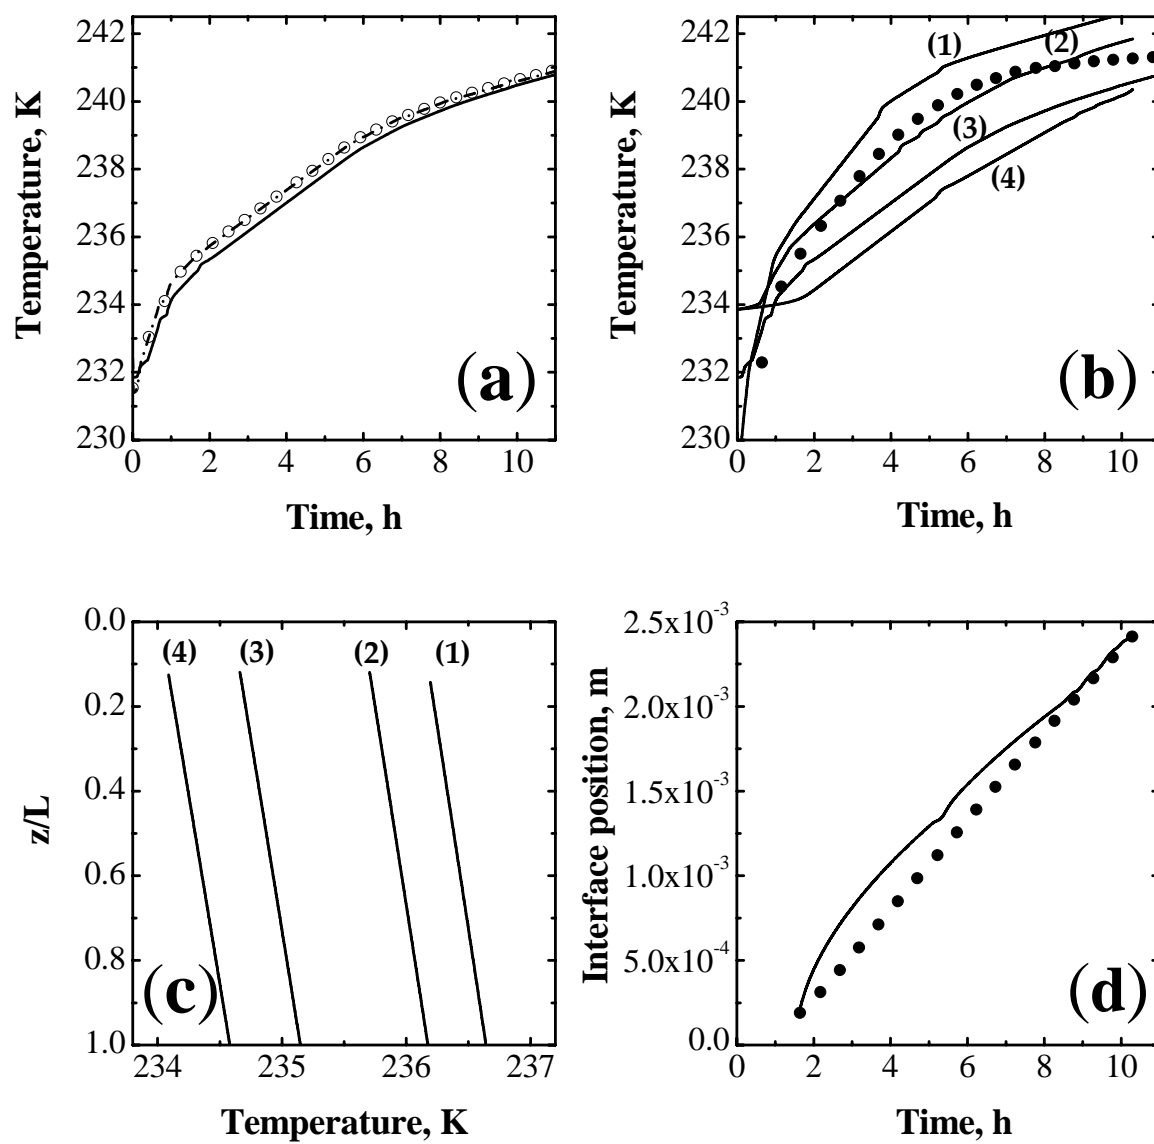 242
240
238
236
234
232
230
Temperature, K
(a)
0 2 4 6 8 10
Time, h
242
240
238
236
234
232
230
Temperature, K
(1)
(2)
(3)
(4)
(b)
0 2 4 6 8 10
Time, h
0.0
0.2
0.4
0.6
0.8
1.0
z/L
(4) (3) (2) (1)
(c)
234 235 236 237
Temperature, K
2.5x10⁻³
2.0x10⁻³
1.5x10⁻³
1.0x10⁻³
5.0x10⁻⁴
0.0
Interface position, m
(d)
0 2 4 6 8 10
Time, h